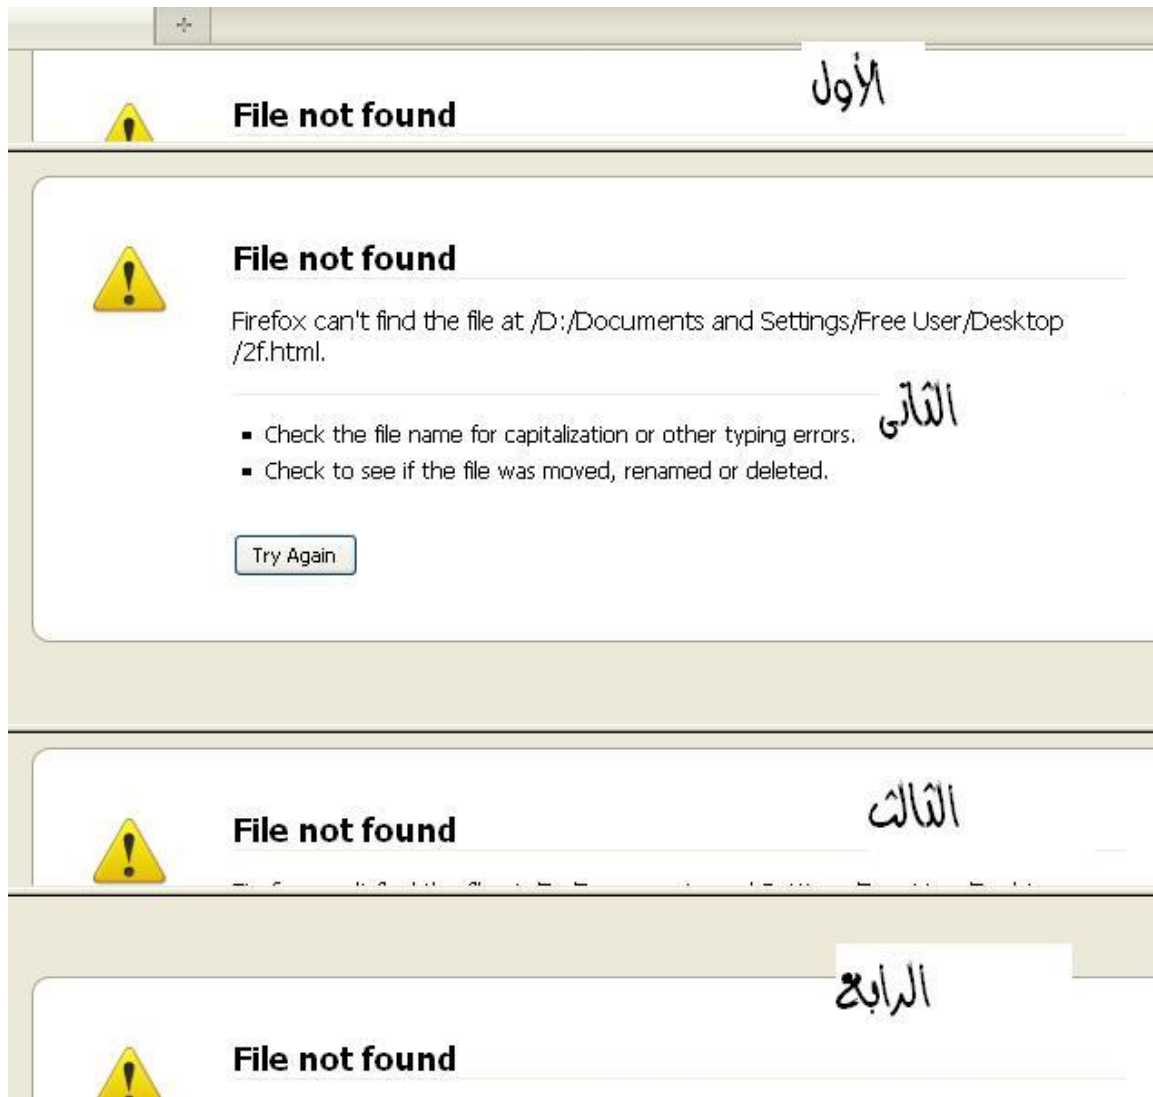 الأول
File not found
File not found
Firefox can't find the file at /D:/Documents and Settings/Free User/Desktop
/2f.html.
الثانى
Check the file name for capitalization or other typing errors.
Check to see if the file was moved, renamed or deleted.
Try Again
الثالث
File not found
الرابع
File not found